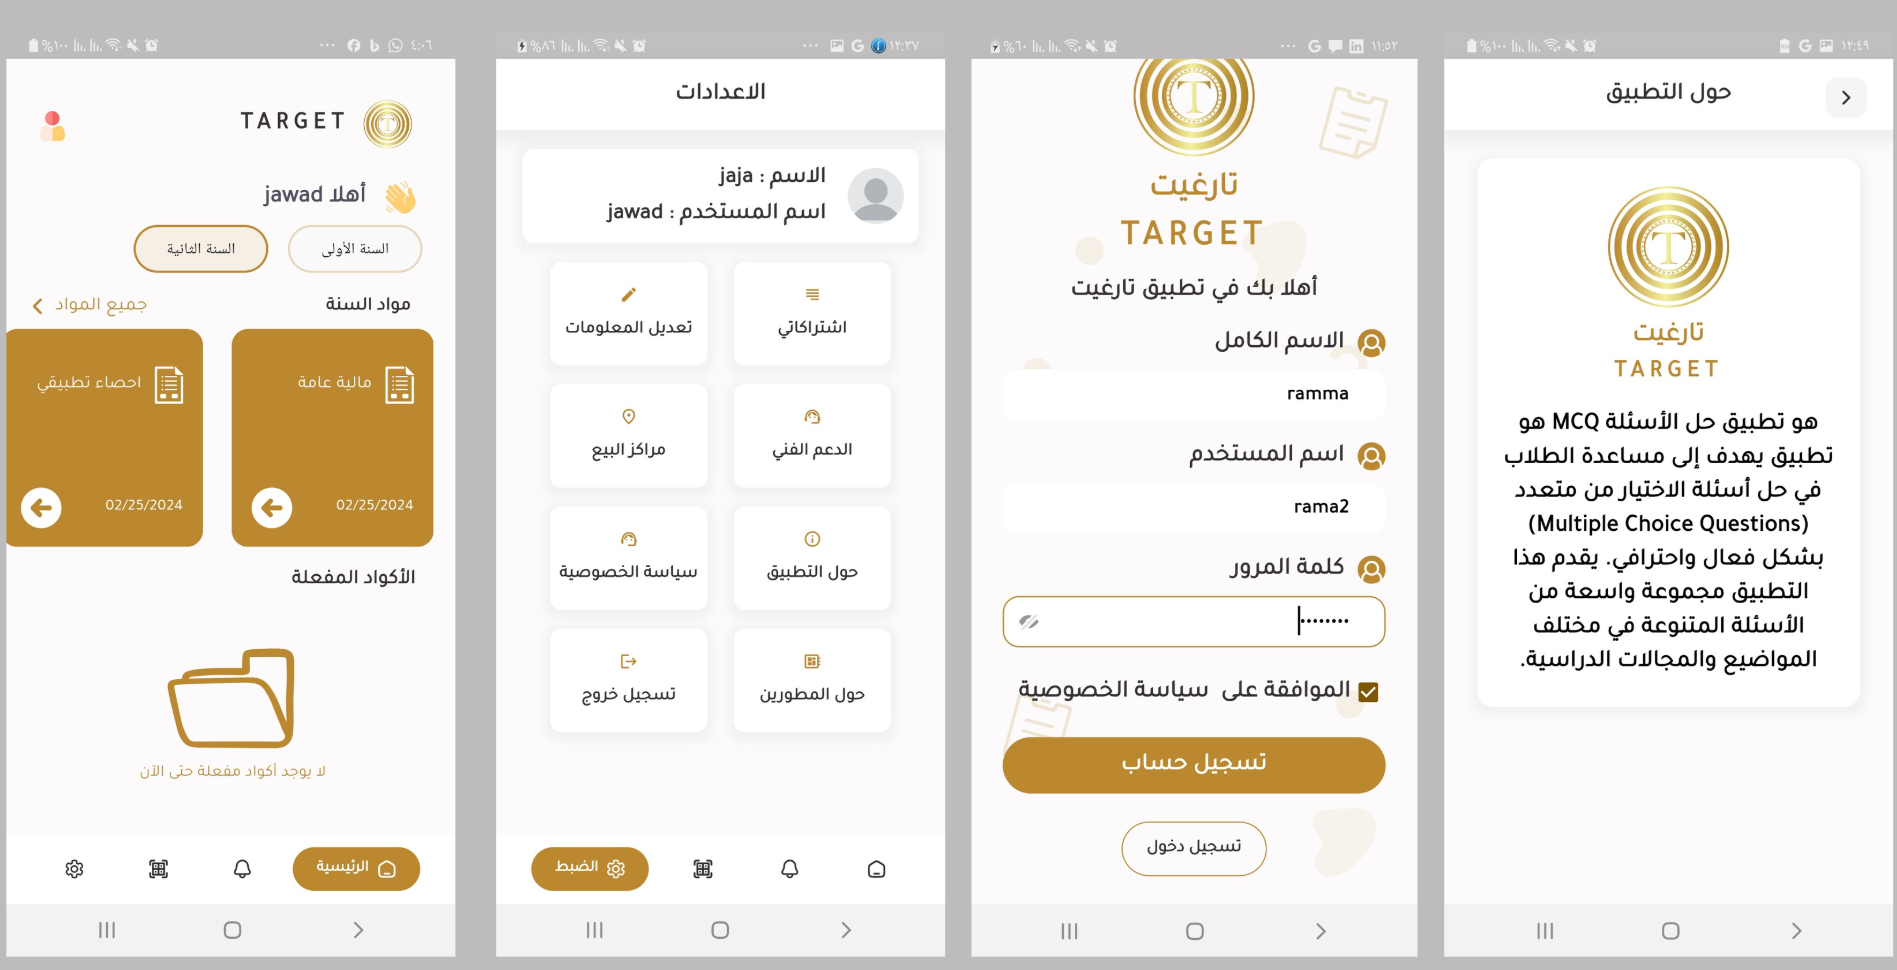 ٤:٠٦
%١٠٠
TARGET
أهلا jawad
السنة الأولى
السنة الثانية
مواد السنة
جميع المواد
مالية عامة
02/25/2024
احصاء تطبيقي
02/25/2024
الأكواد المفعلة
لا يوجد أكواد مفعلة حتى الآن
الرئيسية
١٢:٣٧
%٨٦
الاعدادات
الاسم : jaja
اسم المستخدم : jawad
اشتراكاتي
تعديل المعلومات
الدعم الفني
مراكز البيع
حول التطبيق
سياسة الخصوصية
حول المطورين
تسجيل خروج
الضبط
١١:٥٢
%٦٠
T
تارغيت
TARGET
أهلا بك في تطبيق تارغيت
الاسم الكامل
ramma
اسم المستخدم
rama2
كلمة المرور
••••••••
الموافقة على سياسة الخصوصية
تسجيل حساب
تسجيل دخول
١٢:٤٩
%١٠٠
حول التطبيق
T
تارغيت
TARGET
هو تطبيق حل الأسئلة MCQ هو
تطبيق يهدف إلى مساعدة الطلاب
في حل أسئلة الاختيار من متعدد
(Multiple Choice Questions)
بشكل فعال واحترافي. يقدم هذا
التطبيق مجموعة واسعة من
الأسئلة المتنوعة في مختلف
المواضيع والمجالات الدراسية.